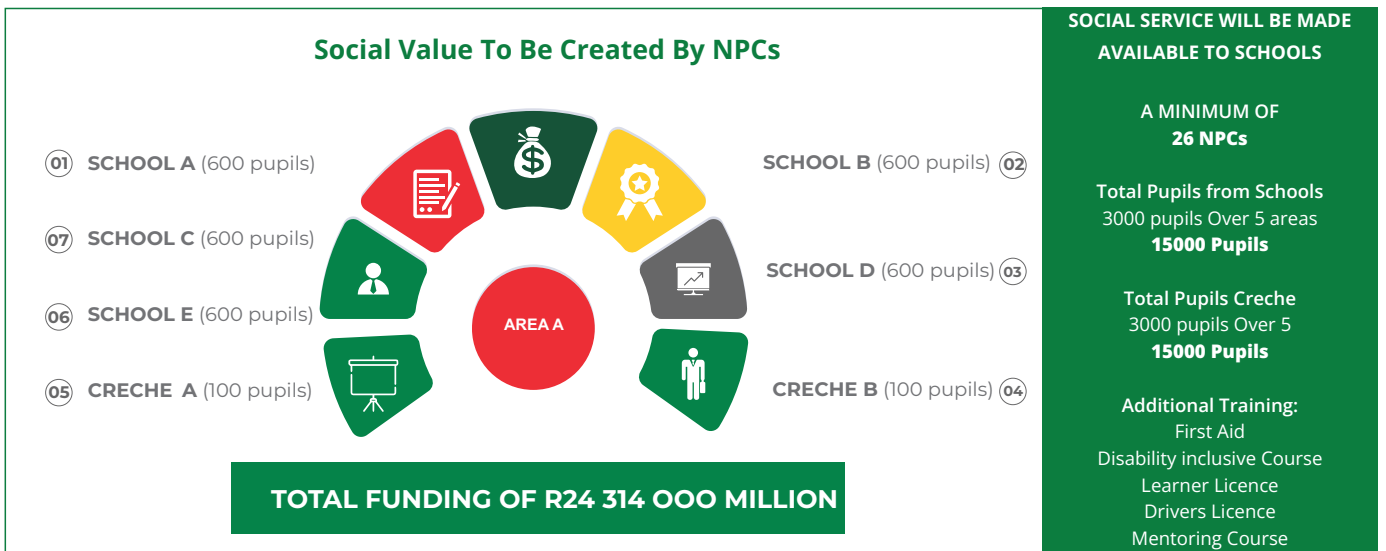 Social Value To Be Created By NPCs
01 SCHOOL A (600 pupils)
07 SCHOOL C (600 pupils)
06 SCHOOL E (600 pupils)
05 CRECHE A (100 pupils)
$
AREA A
SCHOOL B (600 pupils) 02
SCHOOL D (600 pupils) 03
CRECHE B (100 pupils) 04
TOTAL FUNDING OF R24 314 OOO MILLION
SOCIAL SERVICE WILL BE MADE
AVAILABLE TO SCHOOLS
A MINIMUM OF
26 NPCs
Total Pupils from Schools
3000 pupils Over 5 areas
15000 Pupils
Total Pupils Creche
3000 pupils Over 5
15000 Pupils
Additional Training:
First Aid
Disability inclusive Course
Learner Licence
Drivers Licence
Mentoring Course